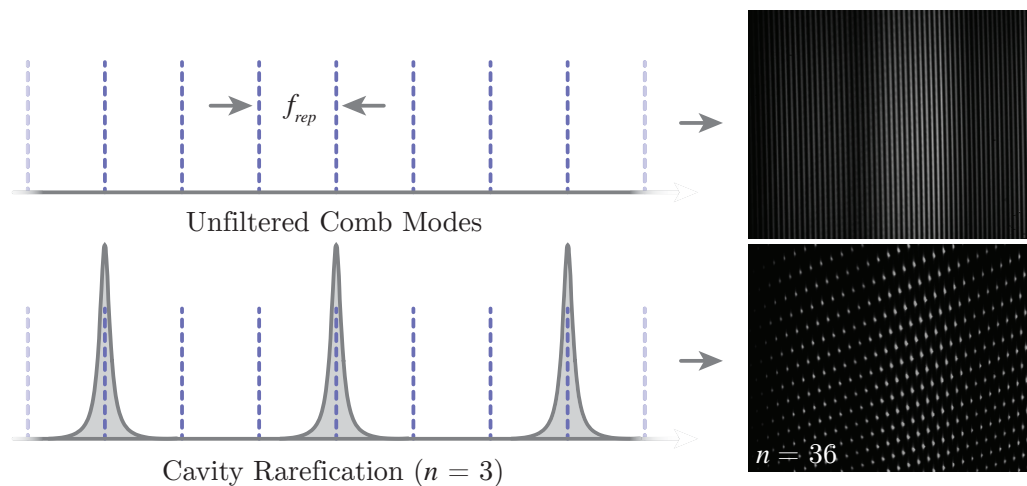 f_rep
Unfiltered Comb Modes
Cavity Rarefication (n = 3)
n = 36